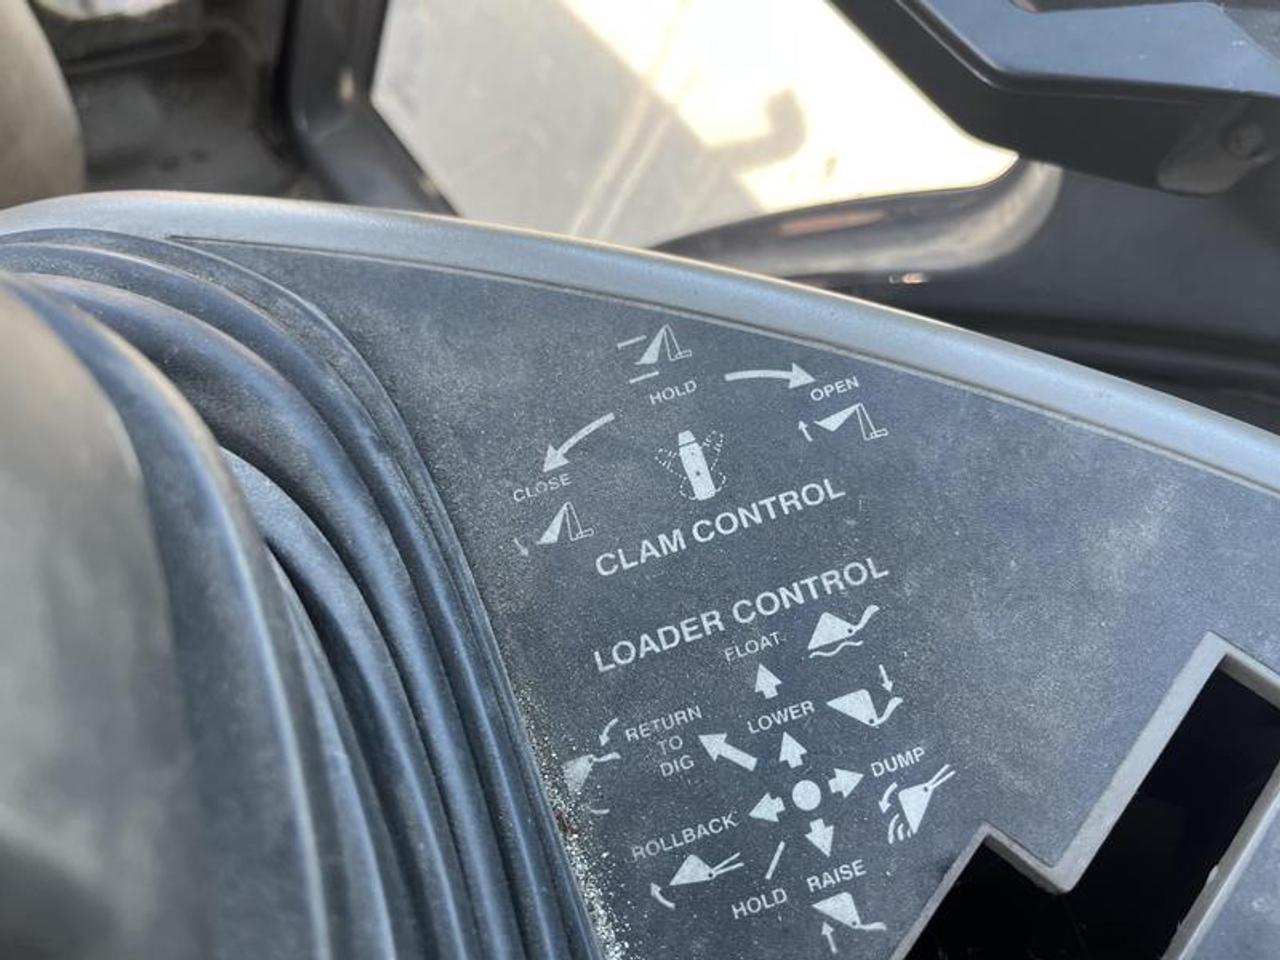 HOLD
OPEN
CLOSE
CLAM CONTROL
LOADER CONTROL
FLOAT
LOWER
RETURN
TO
DIG
DUMP
ROLLBACK
HOLD
RAISE